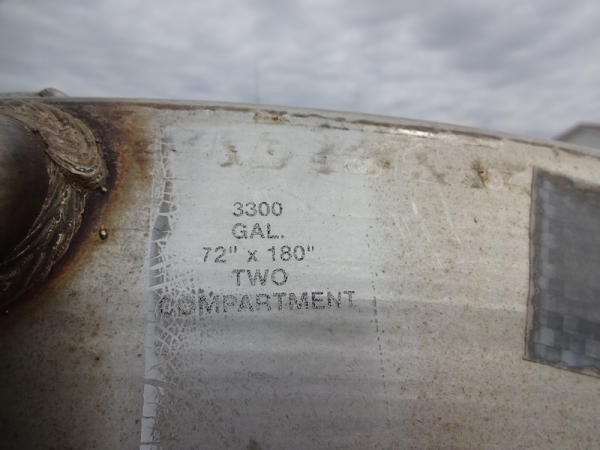 3300
GAL.
72" x 180"
TWO
COMPARTMENT